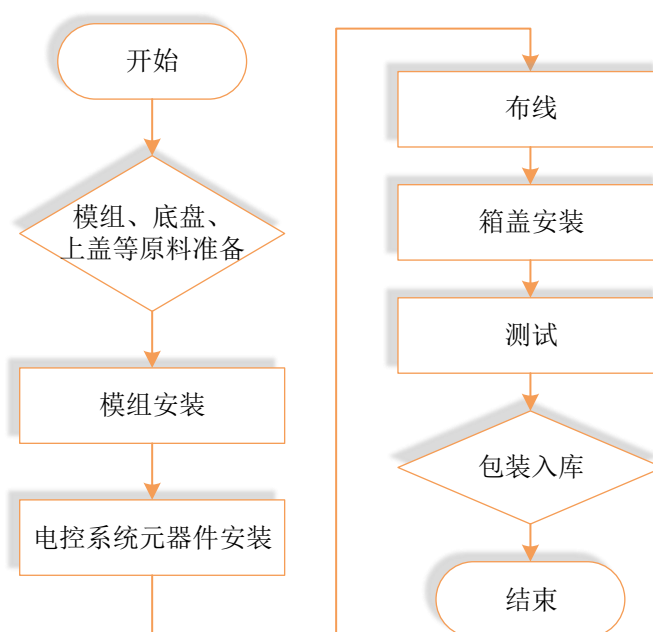 开始
模组、底盘、
上盖等原料准备
模组安装
电控系统元器件安装
布线
箱盖安装
测试
包装入库
结束